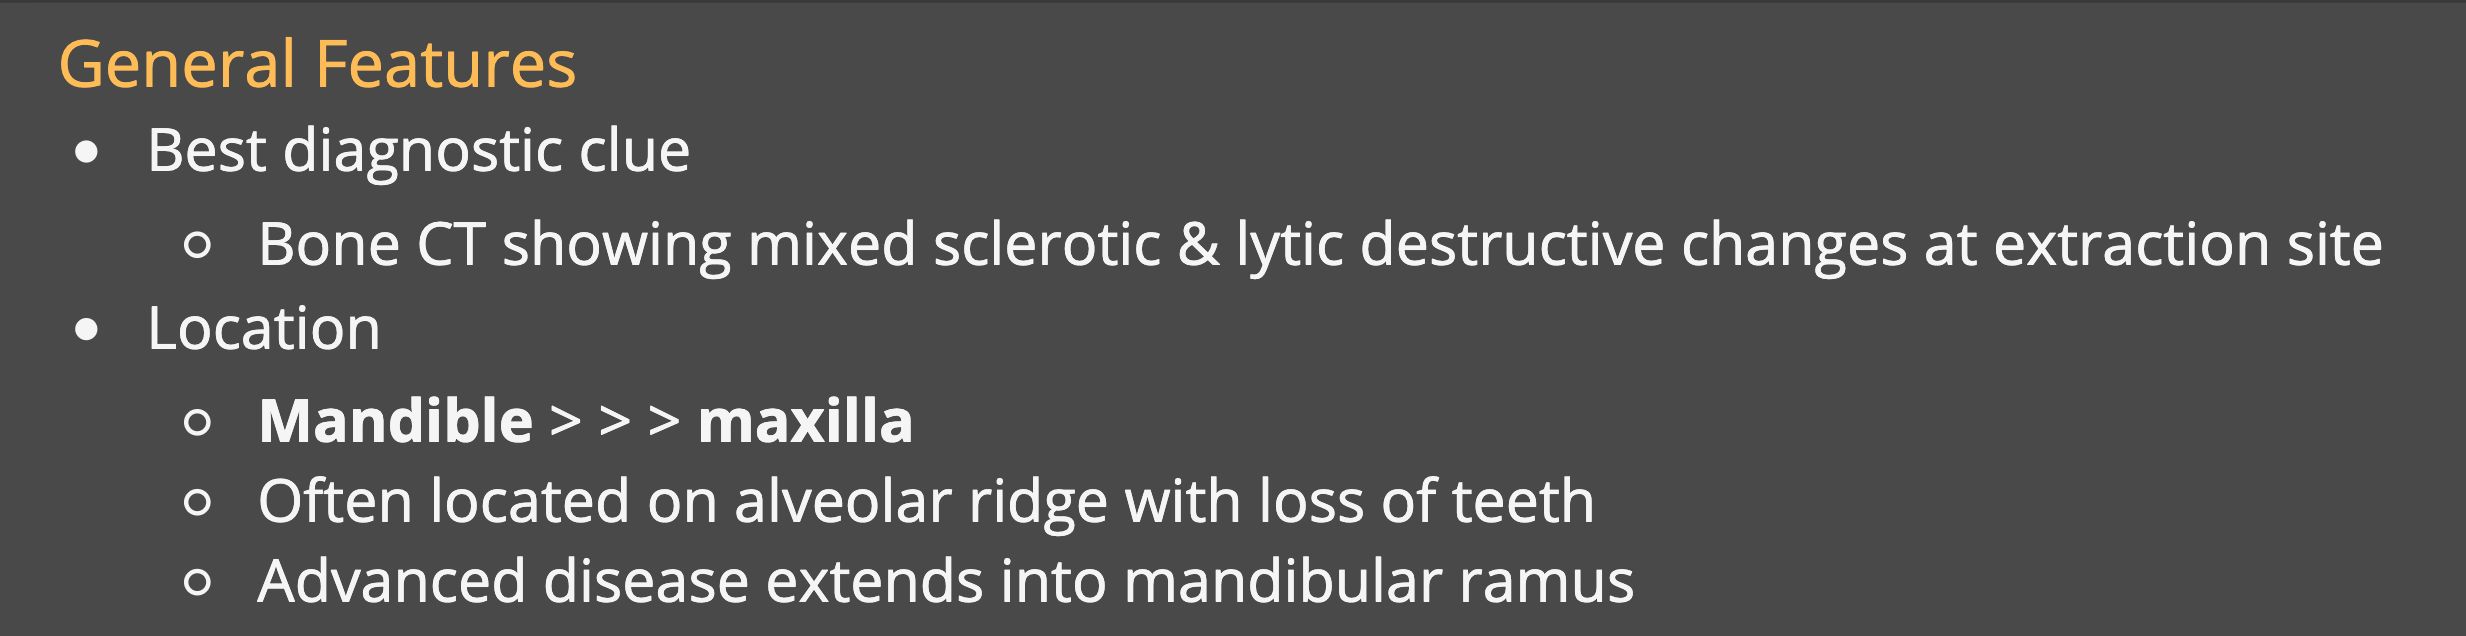 General Features
● Best diagnostic clue
○ Bone CT showing mixed sclerotic & lytic destructive changes at extraction site
● Location
○ Mandible > > > maxilla
○ Often located on alveolar ridge with loss of teeth
○ Advanced disease extends into mandibular ramus